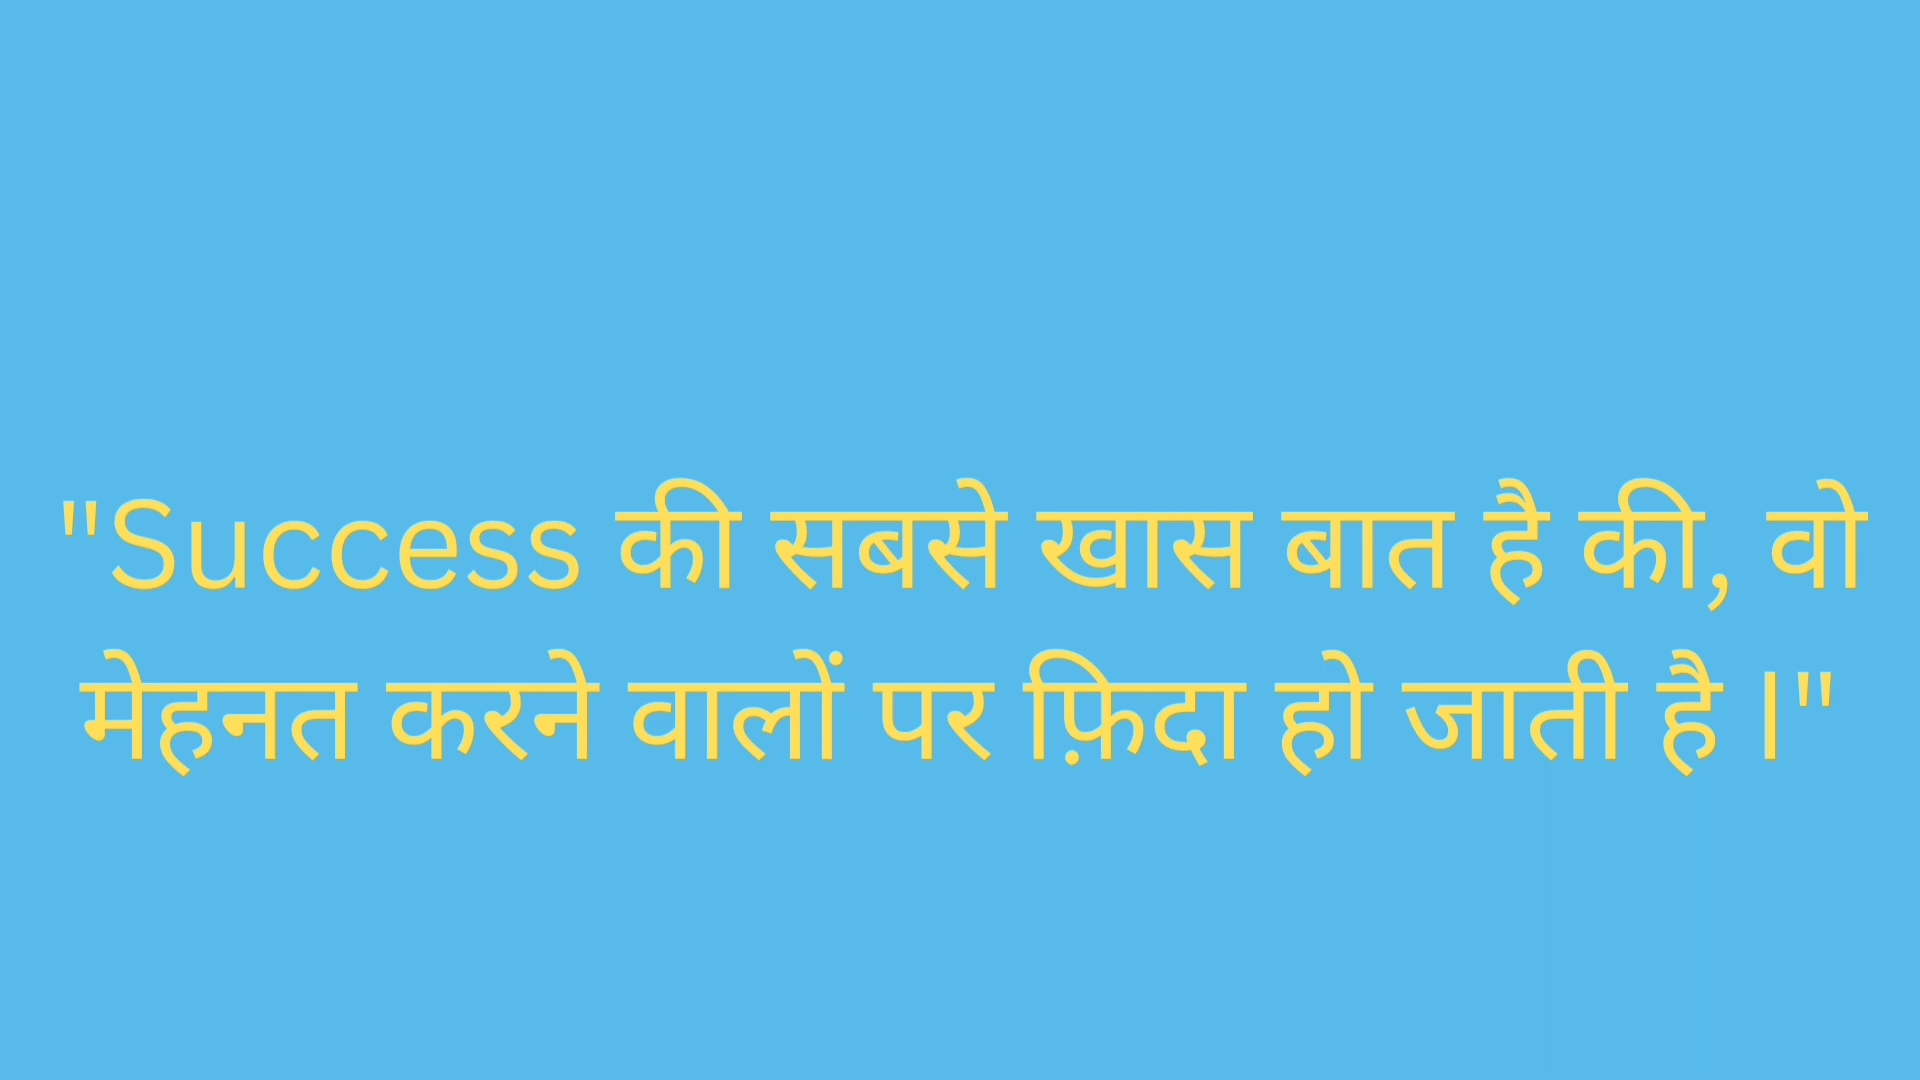 "Success की सबसे खास बात है की, वो
मेहनत करने वालों पर फ़िदा हो जाती है |"